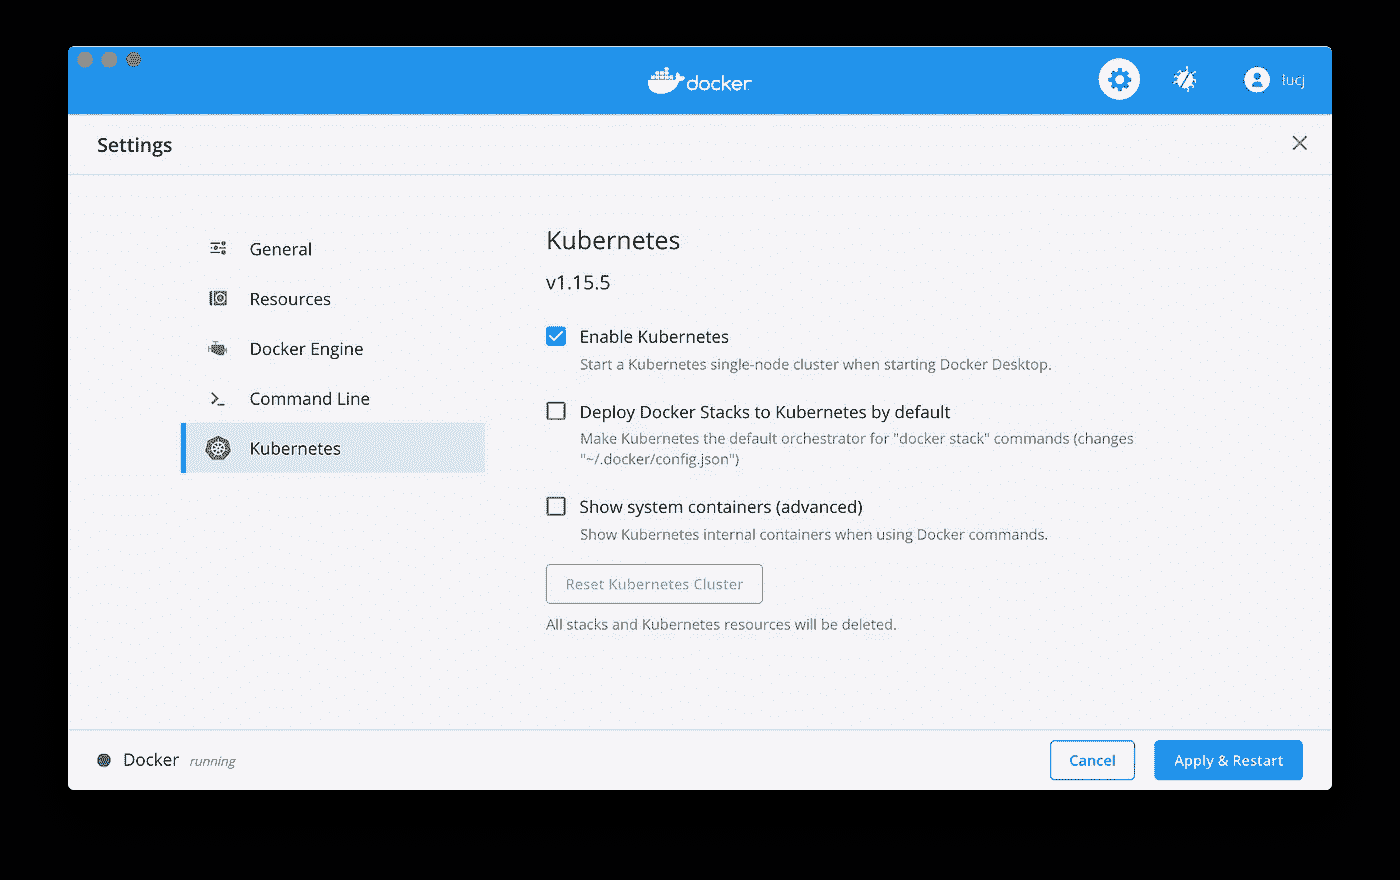 docker
lucj
Settings
General
Resources
Docker Engine
Command Line
Kubernetes
Kubernetes
v1.15.5
Enable Kubernetes
Start a Kubernetes single-node cluster when starting Docker Desktop.
Deploy Docker Stacks to Kubernetes by default
Make Kubernetes the default orchestrator for "docker stack" commands (changes
"~/.docker/config.json")
Show system containers (advanced)
Show Kubernetes internal containers when using Docker commands.
Reset Kubernetes Cluster
All stacks and Kubernetes resources will be deleted.
Docker running
Cancel
Apply & Restart